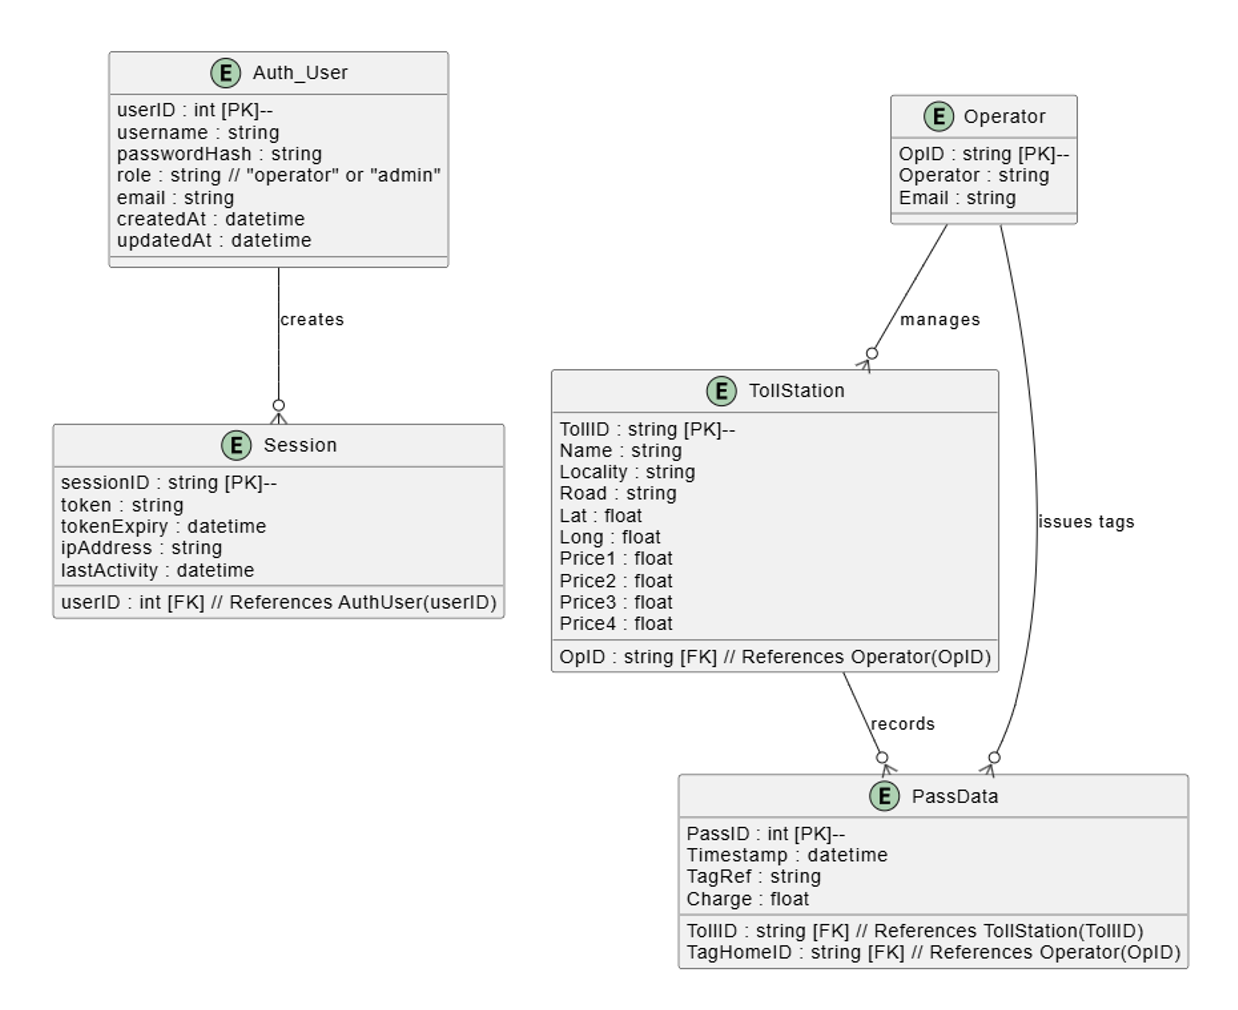 E Auth_User
userID : int [PK]--
username : string
passwordHash : string
role : string // "operator" or "admin"
email : string
createdAt : datetime
updatedAt : datetime
E Operator
OpID : string [PK]--
Operator : string
Email : string
creates
manages
E Session
sessionID : string [PK]--
token : string
tokenExpiry : datetime
ipAddress : string
lastActivity : datetime
userID : int [FK] // References AuthUser(userID)
E TollStation
TollID : string [PK]--
Name : string
Locality : string
Road : string
Lat : float
Long : float
Price1 : float
Price2 : float
Price3 : float
Price4 : float
OpID : string [FK] // References Operator(OpID)
issues tags
records
E PassData
PassID : int [PK]--
Timestamp : datetime
TagRef : string
Charge : float
TollID : string [FK] // References TollStation(TollID)
TagHomeID : string [FK] // References Operator(OpID)